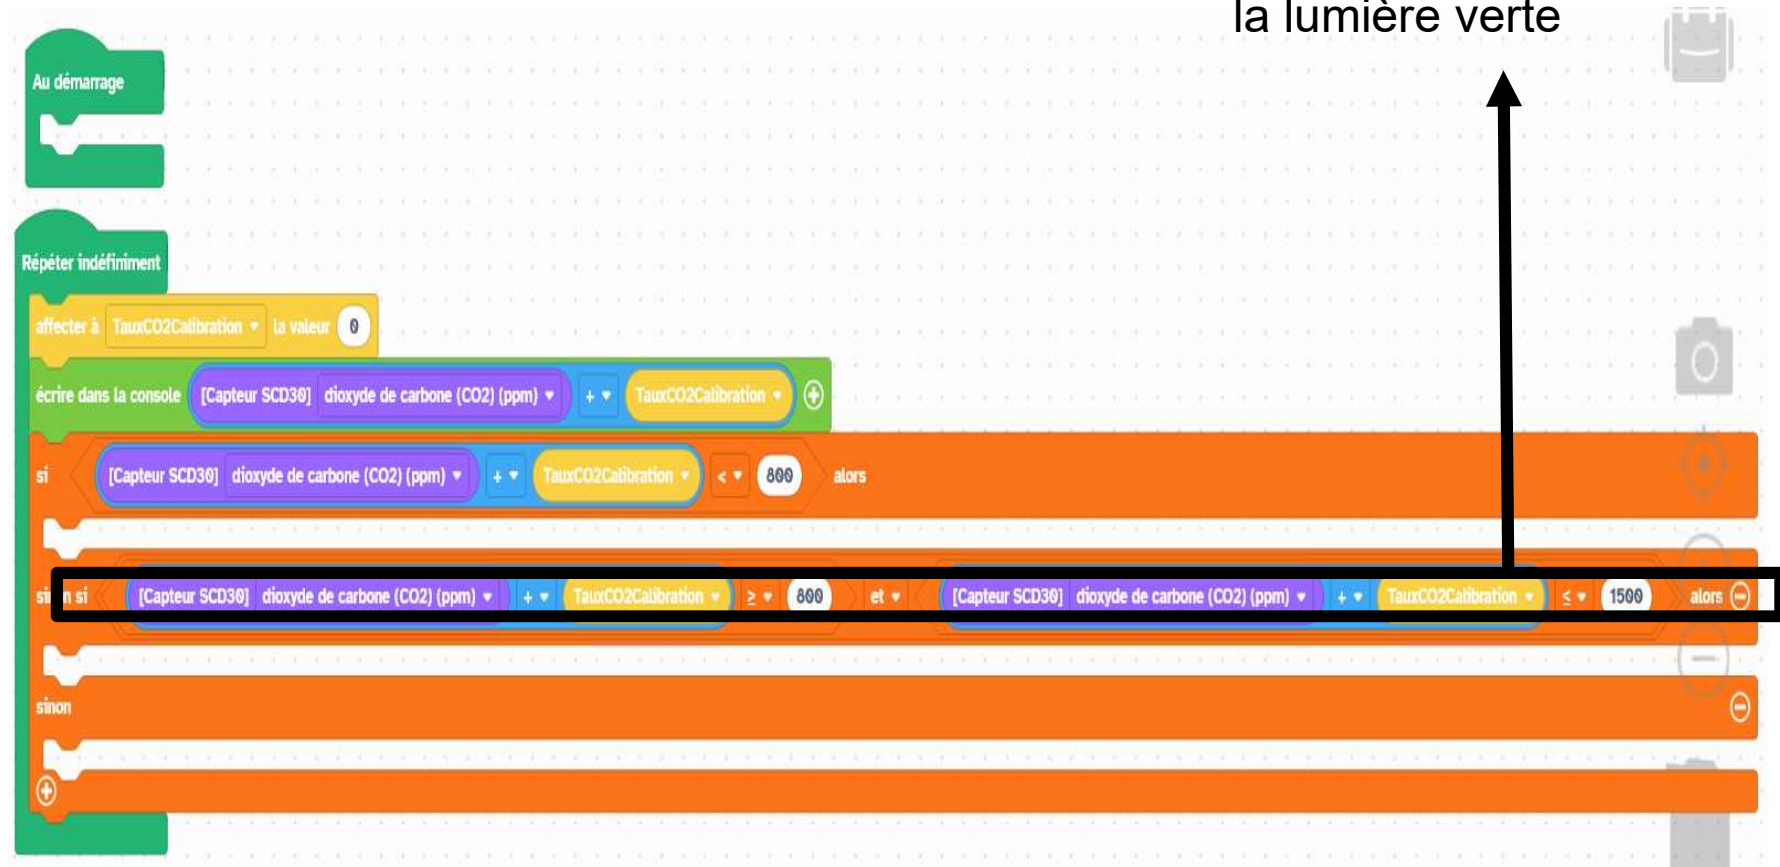 la lumière verte
Au démarrage
Répéter indéfiniment
affecter à TauxCO2Calibration la valeur 0
écrire dans la console [Capteur SCD30] dioxyde de carbone (CO2) (ppm) + TauxCO2Calibration
si [Capteur SCD30] dioxyde de carbone (CO2) (ppm) + TauxCO2Calibration < 800 alors
sinon si [Capteur SCD30] dioxyde de carbone (CO2) (ppm) + TauxCO2Calibration ≥ 800 et [Capteur SCD30] dioxyde de carbone (CO2) (ppm) + TauxCO2Calibration ≤ 1500 alors
sinon